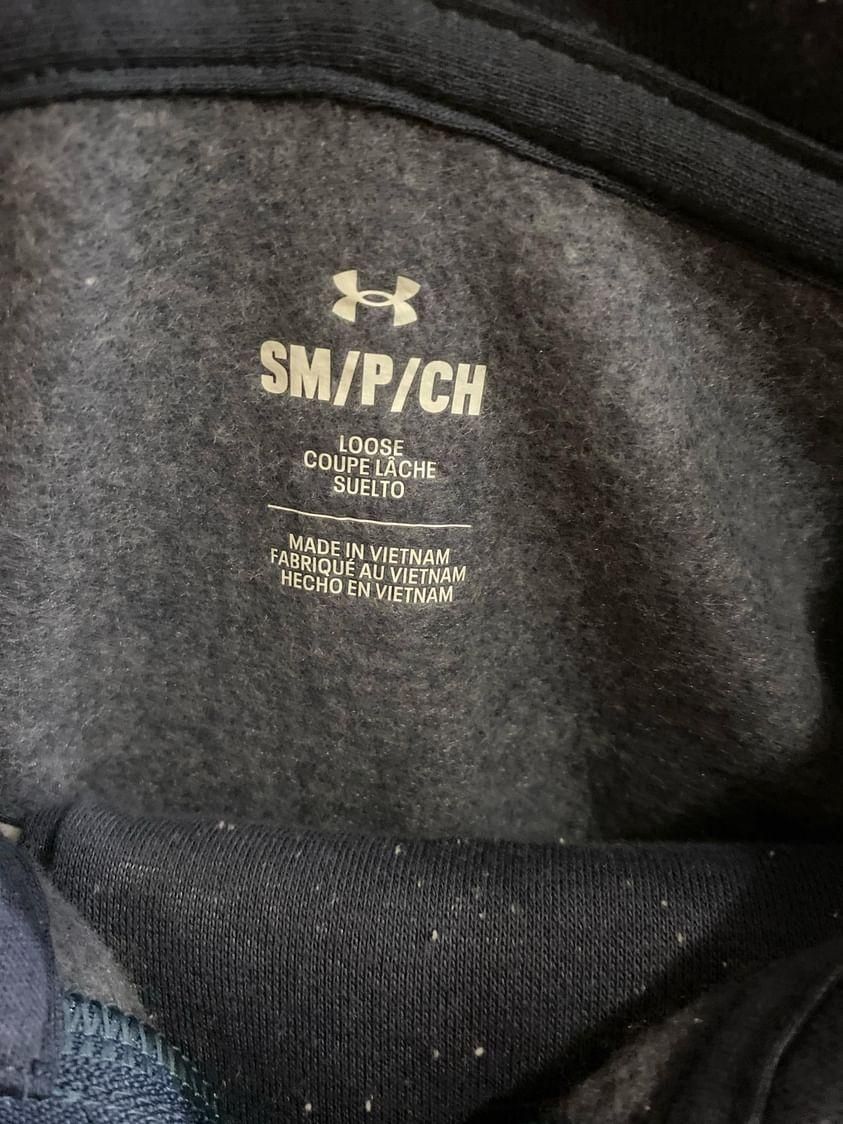 SM/P/CH
LOOSE
COUPE LÂCHE
SUELTO
MADE IN VIETNAM
FABRIQUÉ AU VIETNAM
HECHO EN VIETNAM